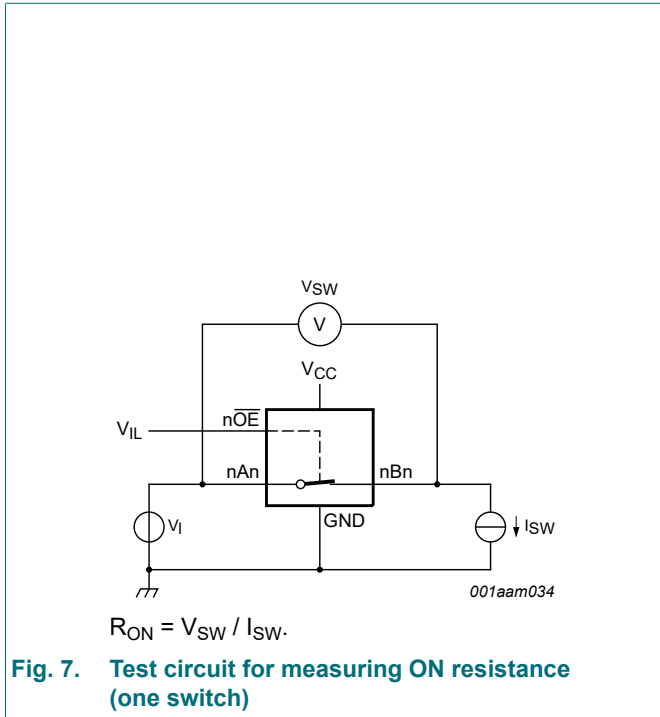 VSW
V
VCC
nOE
VIL
nAn
nBn
GND
VI
ISW
001aam034
RON = VSW / ISW.
Fig. 7. Test circuit for measuring ON resistance
(one switch)